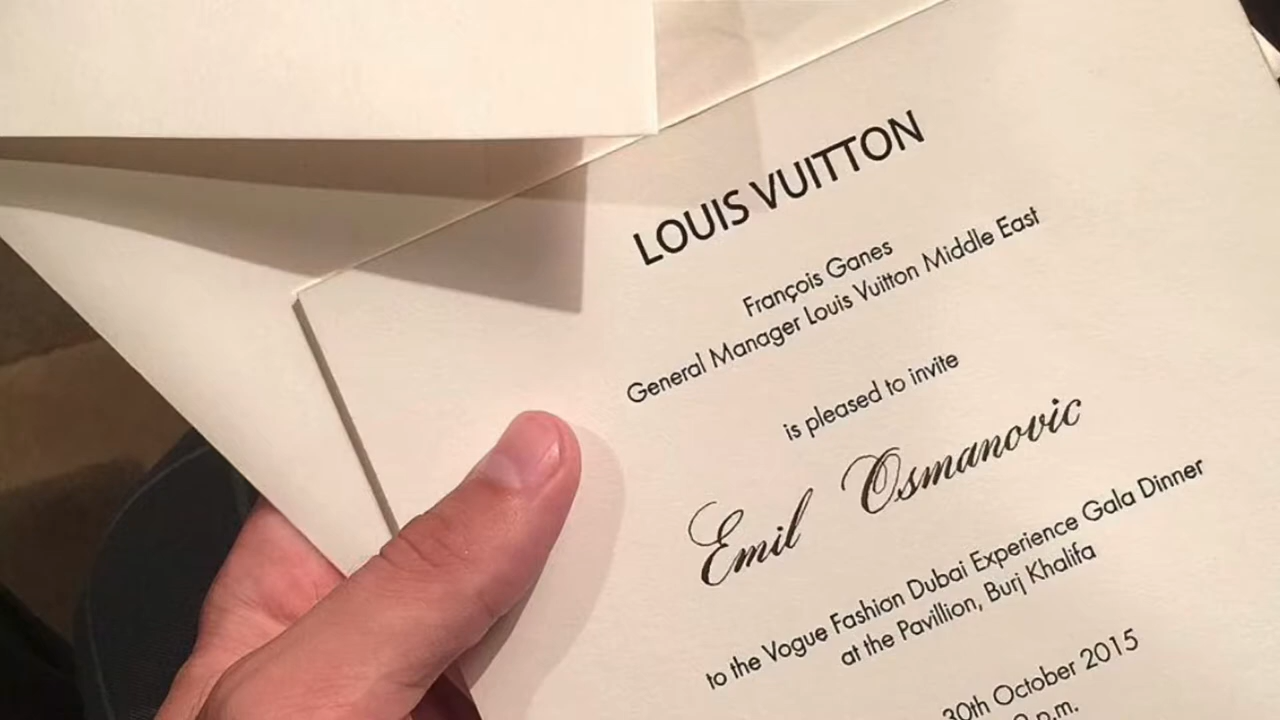 LOUIS VUITTON
François Ganes
General Manager Louis Vuitton Middle East
is pleased to invite
Emil Osmanovic
to the Vogue Fashion Dubai Experience Gala Dinner
at the Pavillion, Burj Khalifa
30th October 2015
p.m.